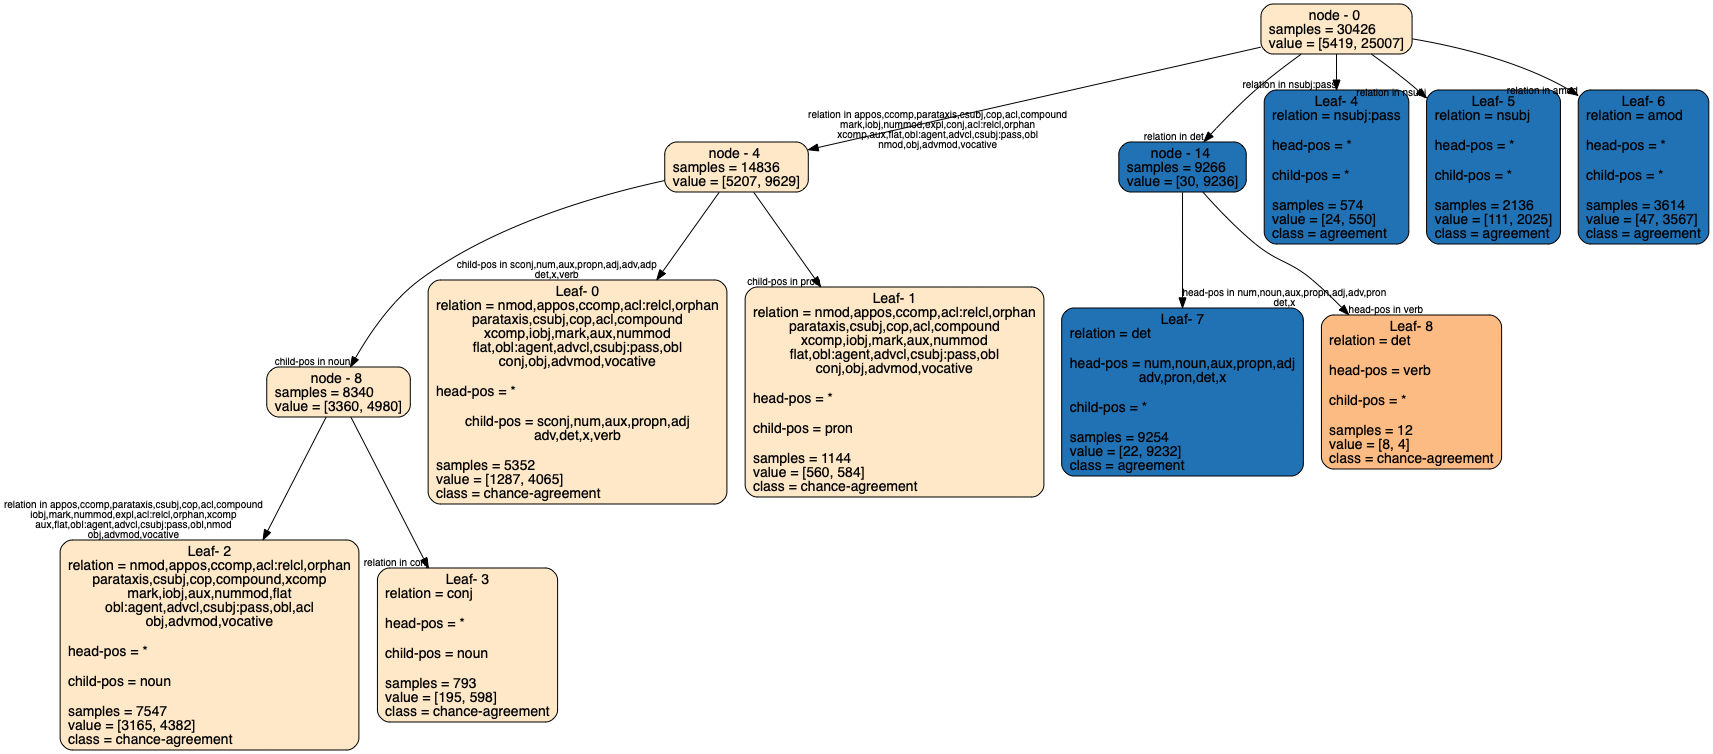 node - 0
samples = 30426
value = [5419, 25007]
relation in appos,ccomp,parataxis,csubj,cop,acl,compound
mark,iobj,nummod,expl,conj,acl:relcl,orphan
xcomp,aux,flat,obl:agent,advcl,csubj:pass,obl
nmod,obj,advmod,vocative
relation in det
relation in nsubj:pass
relation in nsubj
relation in amod
node - 4
samples = 14836
value = [5207, 9629]
node - 14
samples = 9266
value = [30, 9236]
Leaf- 4
relation = nsubj:pass
head-pos = *
child-pos = *
samples = 574
value = [24, 550]
class = agreement
Leaf- 5
relation = nsubj
head-pos = *
child-pos = *
samples = 2136
value = [111, 2025]
class = agreement
Leaf- 6
relation = amod
head-pos = *
child-pos = *
samples = 3614
value = [47, 3567]
class = agreement
child-pos in noun
child-pos in sconj,num,aux,propn,adj,adv,adp
det,x,verb
child-pos in pron
head-pos in num,noun,aux,propn,adj,adv,pron
det,x
head-pos in verb
node - 8
samples = 8340
value = [3360, 4980]
Leaf- 0
relation = nmod,appos,ccomp,acl:relcl,orphan
parataxis,csubj,cop,acl,compound
xcomp,iobj,mark,aux,nummod
flat,obl:agent,advcl,csubj:pass,obl
conj,obj,advmod,vocative
head-pos = *
child-pos = sconj,num,aux,propn,adj
adv,det,x,verb
samples = 5352
value = [1287, 4065]
class = chance-agreement
Leaf- 1
relation = nmod,appos,ccomp,acl:relcl,orphan
parataxis,csubj,cop,acl,compound
xcomp,iobj,mark,aux,nummod
flat,obl:agent,advcl,csubj:pass,obl
conj,obj,advmod,vocative
head-pos = *
child-pos = pron
samples = 1144
value = [560, 584]
class = chance-agreement
Leaf- 7
relation = det
head-pos = num,noun,aux,propn,adj
adv,pron,det,x
child-pos = *
samples = 9254
value = [22, 9232]
class = agreement
Leaf- 8
relation = det
head-pos = verb
child-pos = *
samples = 12
value = [8, 4]
class = chance-agreement
relation in appos,ccomp,parataxis,csubj,cop,acl,compound
iobj,mark,nummod,expl,acl:relcl,orphan,xcomp
aux,flat,obl:agent,advcl,csubj:pass,obl,nmod
obj,advmod,vocative
relation in conj
Leaf- 2
relation = nmod,appos,ccomp,acl:relcl,orphan
parataxis,csubj,cop,compound,xcomp
mark,iobj,aux,nummod,flat
obl:agent,advcl,csubj:pass,obl,acl
obj,advmod,vocative
head-pos = *
child-pos = noun
samples = 7547
value = [3165, 4382]
class = chance-agreement
Leaf- 3
relation = conj
head-pos = *
child-pos = noun
samples = 793
value = [195, 598]
class = chance-agreement